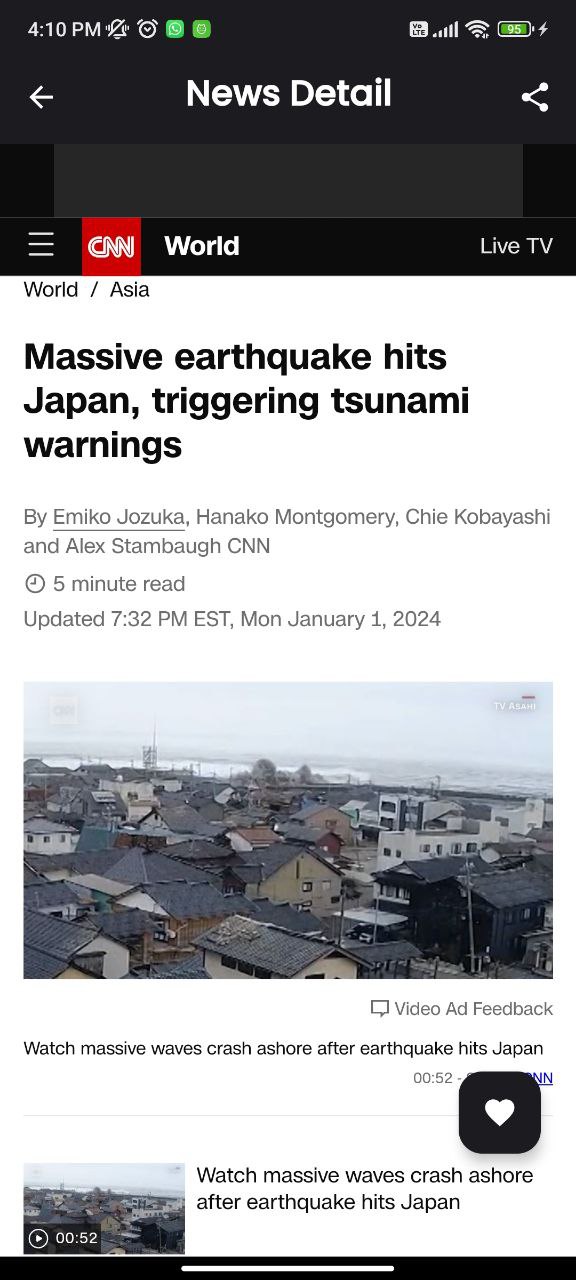 4:10 PM
Vo LTE
95
News Detail
CNN World Live TV
World / Asia
Massive earthquake hits
Japan, triggering tsunami
warnings
By Emiko Jozuka, Hanako Montgomery, Chie Kobayashi
and Alex Stambaugh CNN
5 minute read
Updated 7:32 PM EST, Mon January 1, 2024
TV ASAHI
Video Ad Feedback
Watch massive waves crash ashore after earthquake hits Japan
00:52 -
Watch massive waves crash ashore
after earthquake hits Japan
00:52